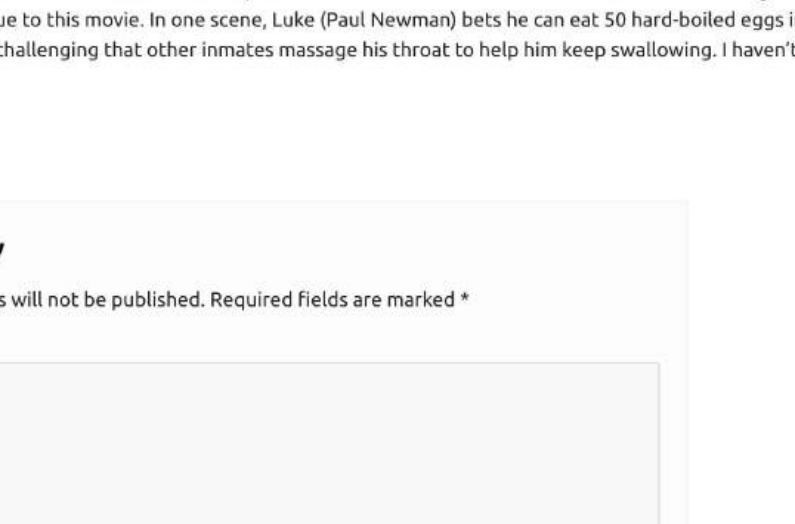 to this movie. In one scene, Luke (Paul Newman) bets he can eat 50 hard-boiled eggs
challenging that other inmates massage his throat to help him keep swallowing. I haven't
will not be published. Required fields are marked *